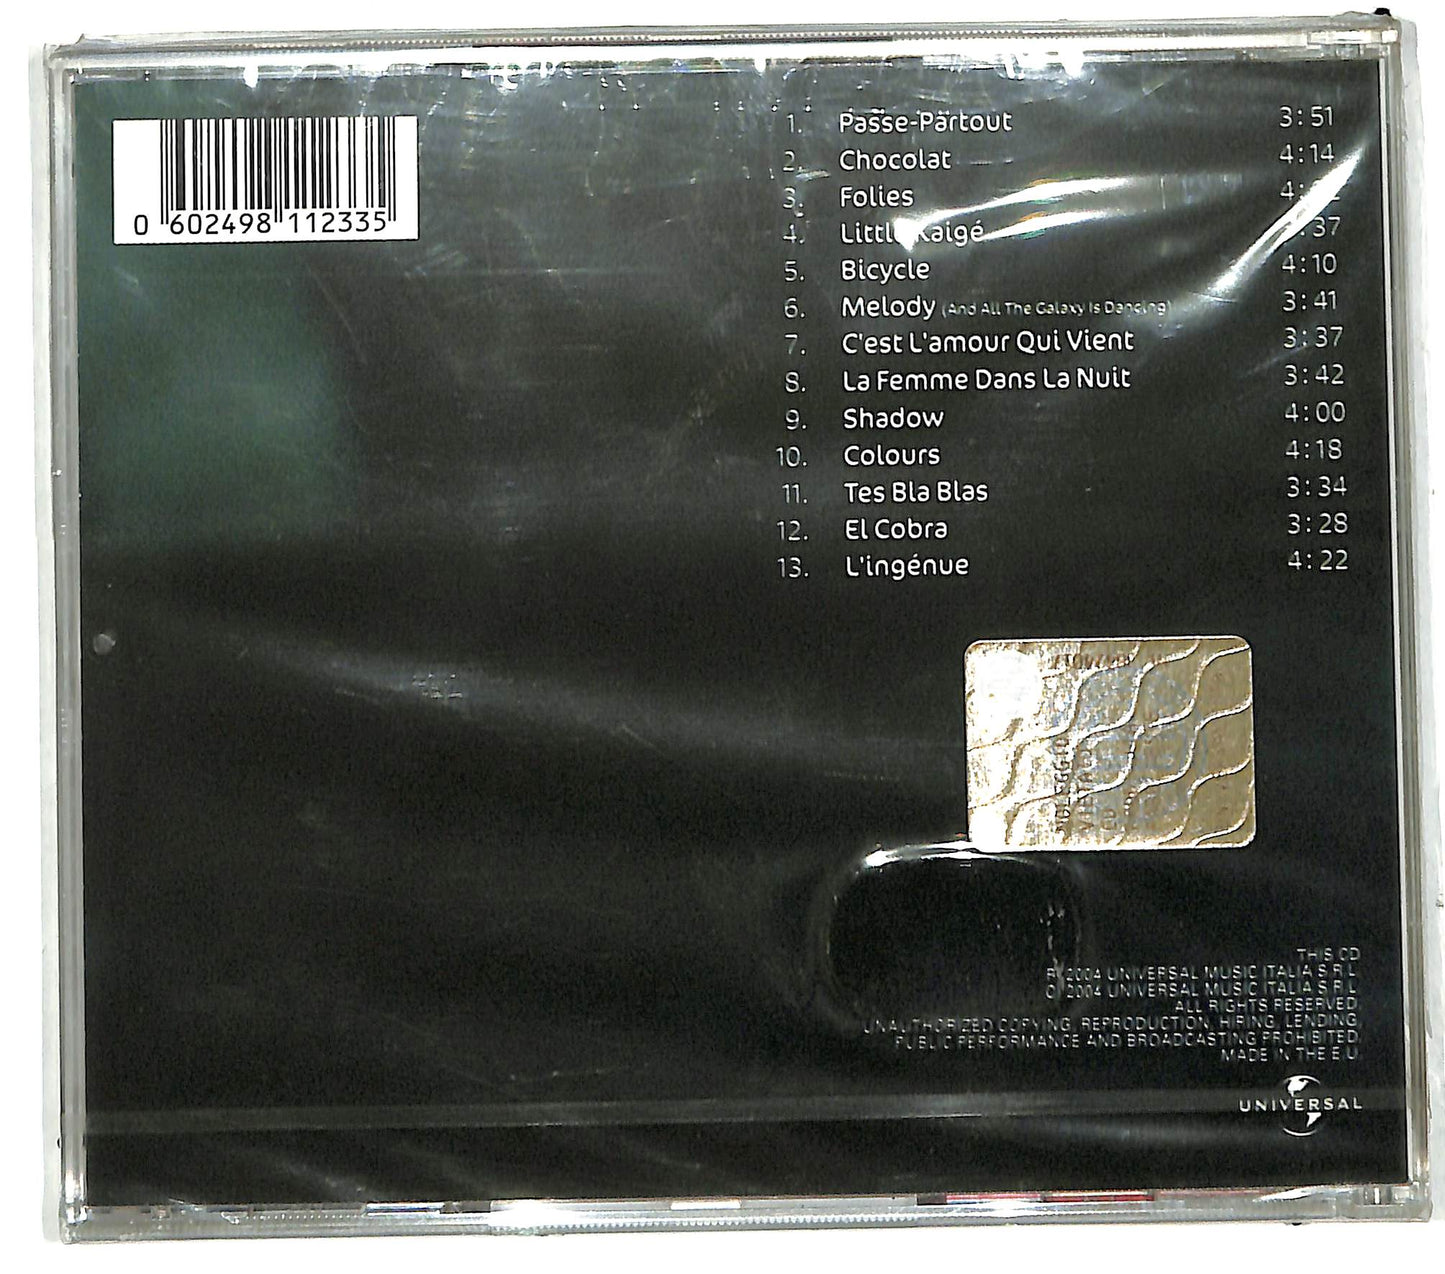 0 602498 112335
1. Passe-Partout 3:51
2. Chocolat 4:14
3. Folies
4. Little Kaigé :37
5. Bicycle 4:10
6. Melody (And All The Galaxy Is Dancing) 3:41
7. C'est L'amour Qui Vient 3:37
8. La Femme Dans La Nuit 3:42
9. Shadow 4:00
10. Colours 4:18
11. Tes Bla Blas 3:34
12. El Cobra 3:28
13. L'ingénue 4:22
THIS CD
P 2004 UNIVERSAL MUSIC ITALIA S.R.L.
C 2004 UNIVERSAL MUSIC ITALIA S.R.L.
ALL RIGHTS RESERVED.
UNAUTHORIZED COPYING, REPRODUCTION, HIRING, LENDING,
PUBLIC PERFORMANCE AND BROADCASTING PROHIBITED.
MADE IN THE E.U.
UNIVERSAL